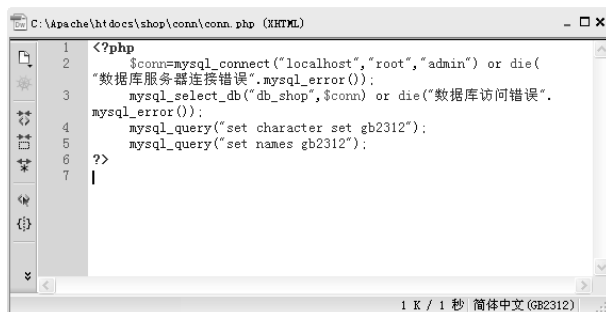 C:\Apache\htdocs\shop\conn\conn.php (XHTML)
1 <?php
2 $conn=mysql_connect("localhost","root","admin") or die(
"数据库服务器连接错误".mysql_error());
3 mysql_select_db("db_shop",$conn) or die("数据库访问错误".
mysql_error());
4 mysql_query("set character set gb2312");
5 mysql_query("set names gb2312");
6 ?>
7
1 K / 1 秒 简体中文(GB2312)